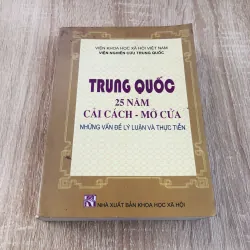 VIỆN KHOA HỌC XÃ HỘI VIỆT NAM
VIỆN NGHIÊN CỨU TRUNG QUỐC
TRUNG QUỐC
25 NĂM
CẢI CÁCH - MỞ CỬA
NHỮNG VẤN ĐỀ LÝ LUẬN VÀ THỰC TIỄN
NHÀ XUẤT BẢN KHOA HỌC XÃ HỘI